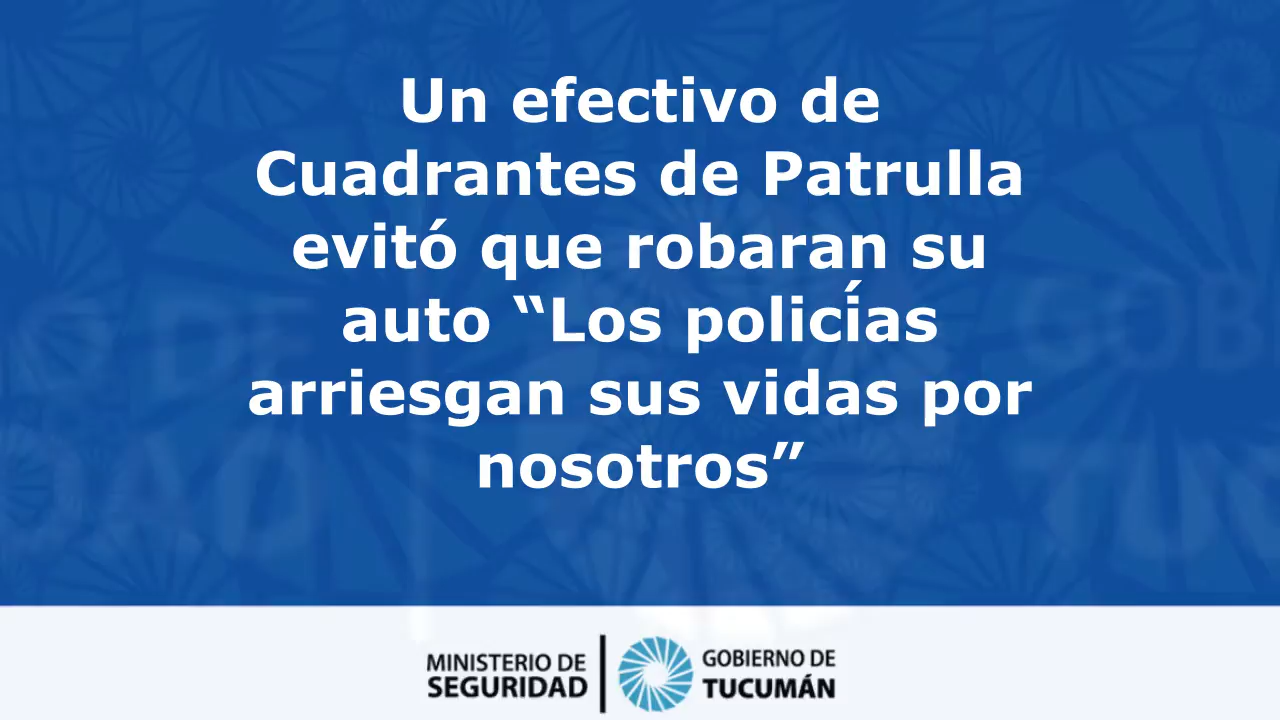 Un efectivo de
Cuadrantes de Patrulla
evitó que robaran su
auto “Los policías
arriesgan sus vidas por
nosotros”
MINISTERIO DE
SEGURIDAD
GOBIERNO DE
TUCUMÁN